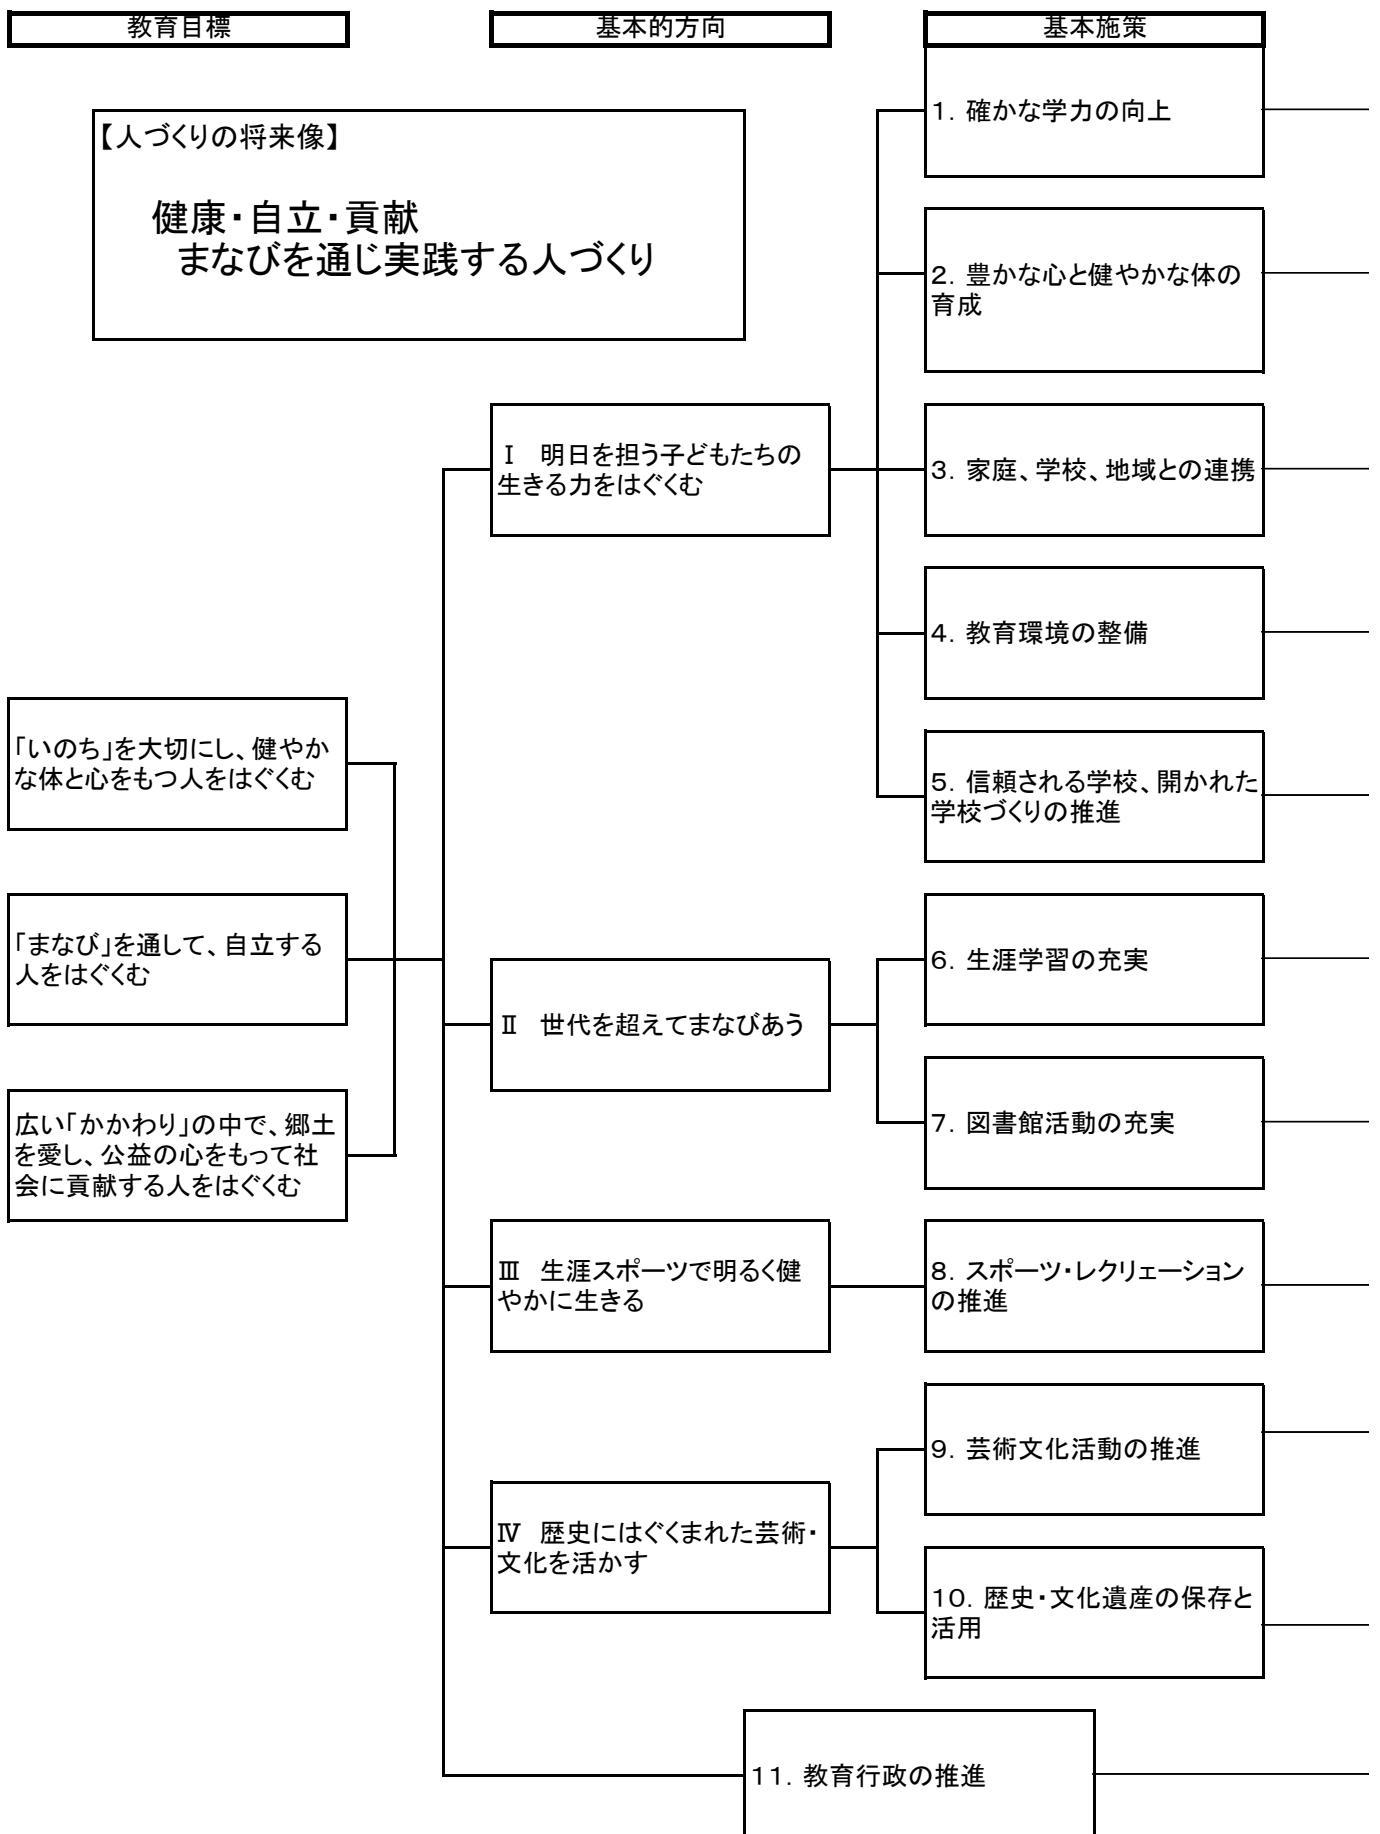 教育目標
基本的方向
基本施策
【人づくりの将来像】
健康・自立・貢献
まなびを通じ実践する人づくり
「いのち」を大切にし、健やか
な体と心をもつ人をはぐくむ
「まなび」を通して、自立する
人をはぐくむ
広い「かかわり」の中で、郷土
を愛し、公益の心をもって社
会に貢献する人をはぐくむ
Ⅰ　明日を担う子どもたちの
生きる力をはぐくむ
Ⅱ　世代を超えてまなびあう
Ⅲ　生涯スポーツで明るく健
やかに生きる
Ⅳ　歴史にはぐくまれた芸術・
文化を活かす
１．確かな学力の向上
２．豊かな心と健やかな体の
育成
３．家庭、学校、地域との連携
４．教育環境の整備
５．信頼される学校、開かれた
学校づくりの推進
６．生涯学習の充実
７．図書館活動の充実
８．スポーツ・レクリェーション
の推進
９．芸術文化活動の推進
１０．歴史・文化遺産の保存と
活用
１１．教育行政の推進